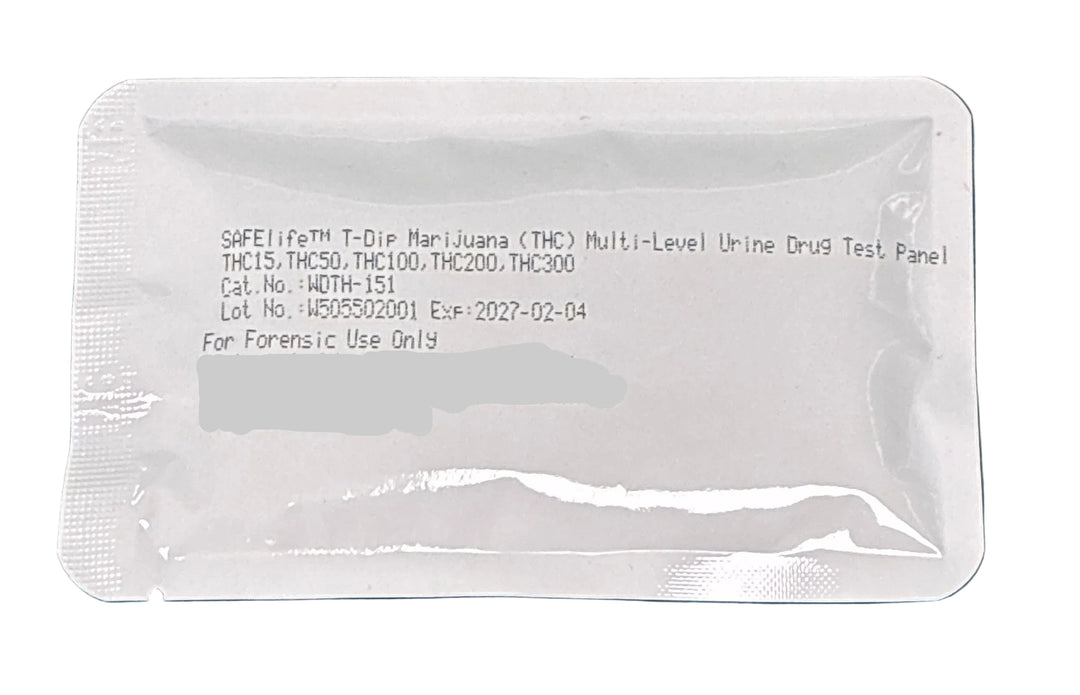 SAFElife™ T-Dip Marijuana (THC) Multi-Level Urine Drug Test Panel
THC15,THC50,THC100,THC200,THC300
Cat.No.:WDTH-151
Lot No.:W505502001 Exp:2027-02-04
For Forensic Use Only